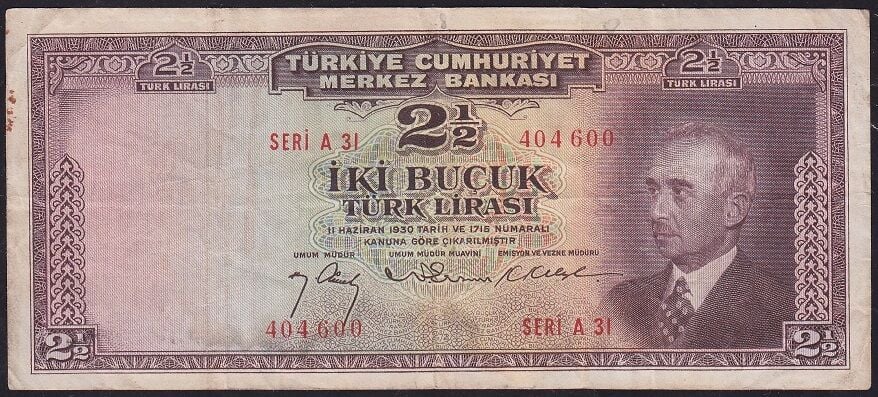 2½ TÜRKİYE CUMHURİYET 2½
TÜRK LİRASI MERKEZ BANKASI TÜRK LİRASI
2½
SERİ A 31 404600
İKİ BUÇUK
TÜRK LİRASI
11 HAZİRAN 1930 TARİH VE 1715 NUMARALI
KANUNA GÖRE ÇIKARILMIŞTIR
UMUM MÜDÜR UMUM MÜDÜR MUAVİNİ EMİSYON VE VEZNE MÜDÜRÜ
404600 SERİ A 31
2½ 2½